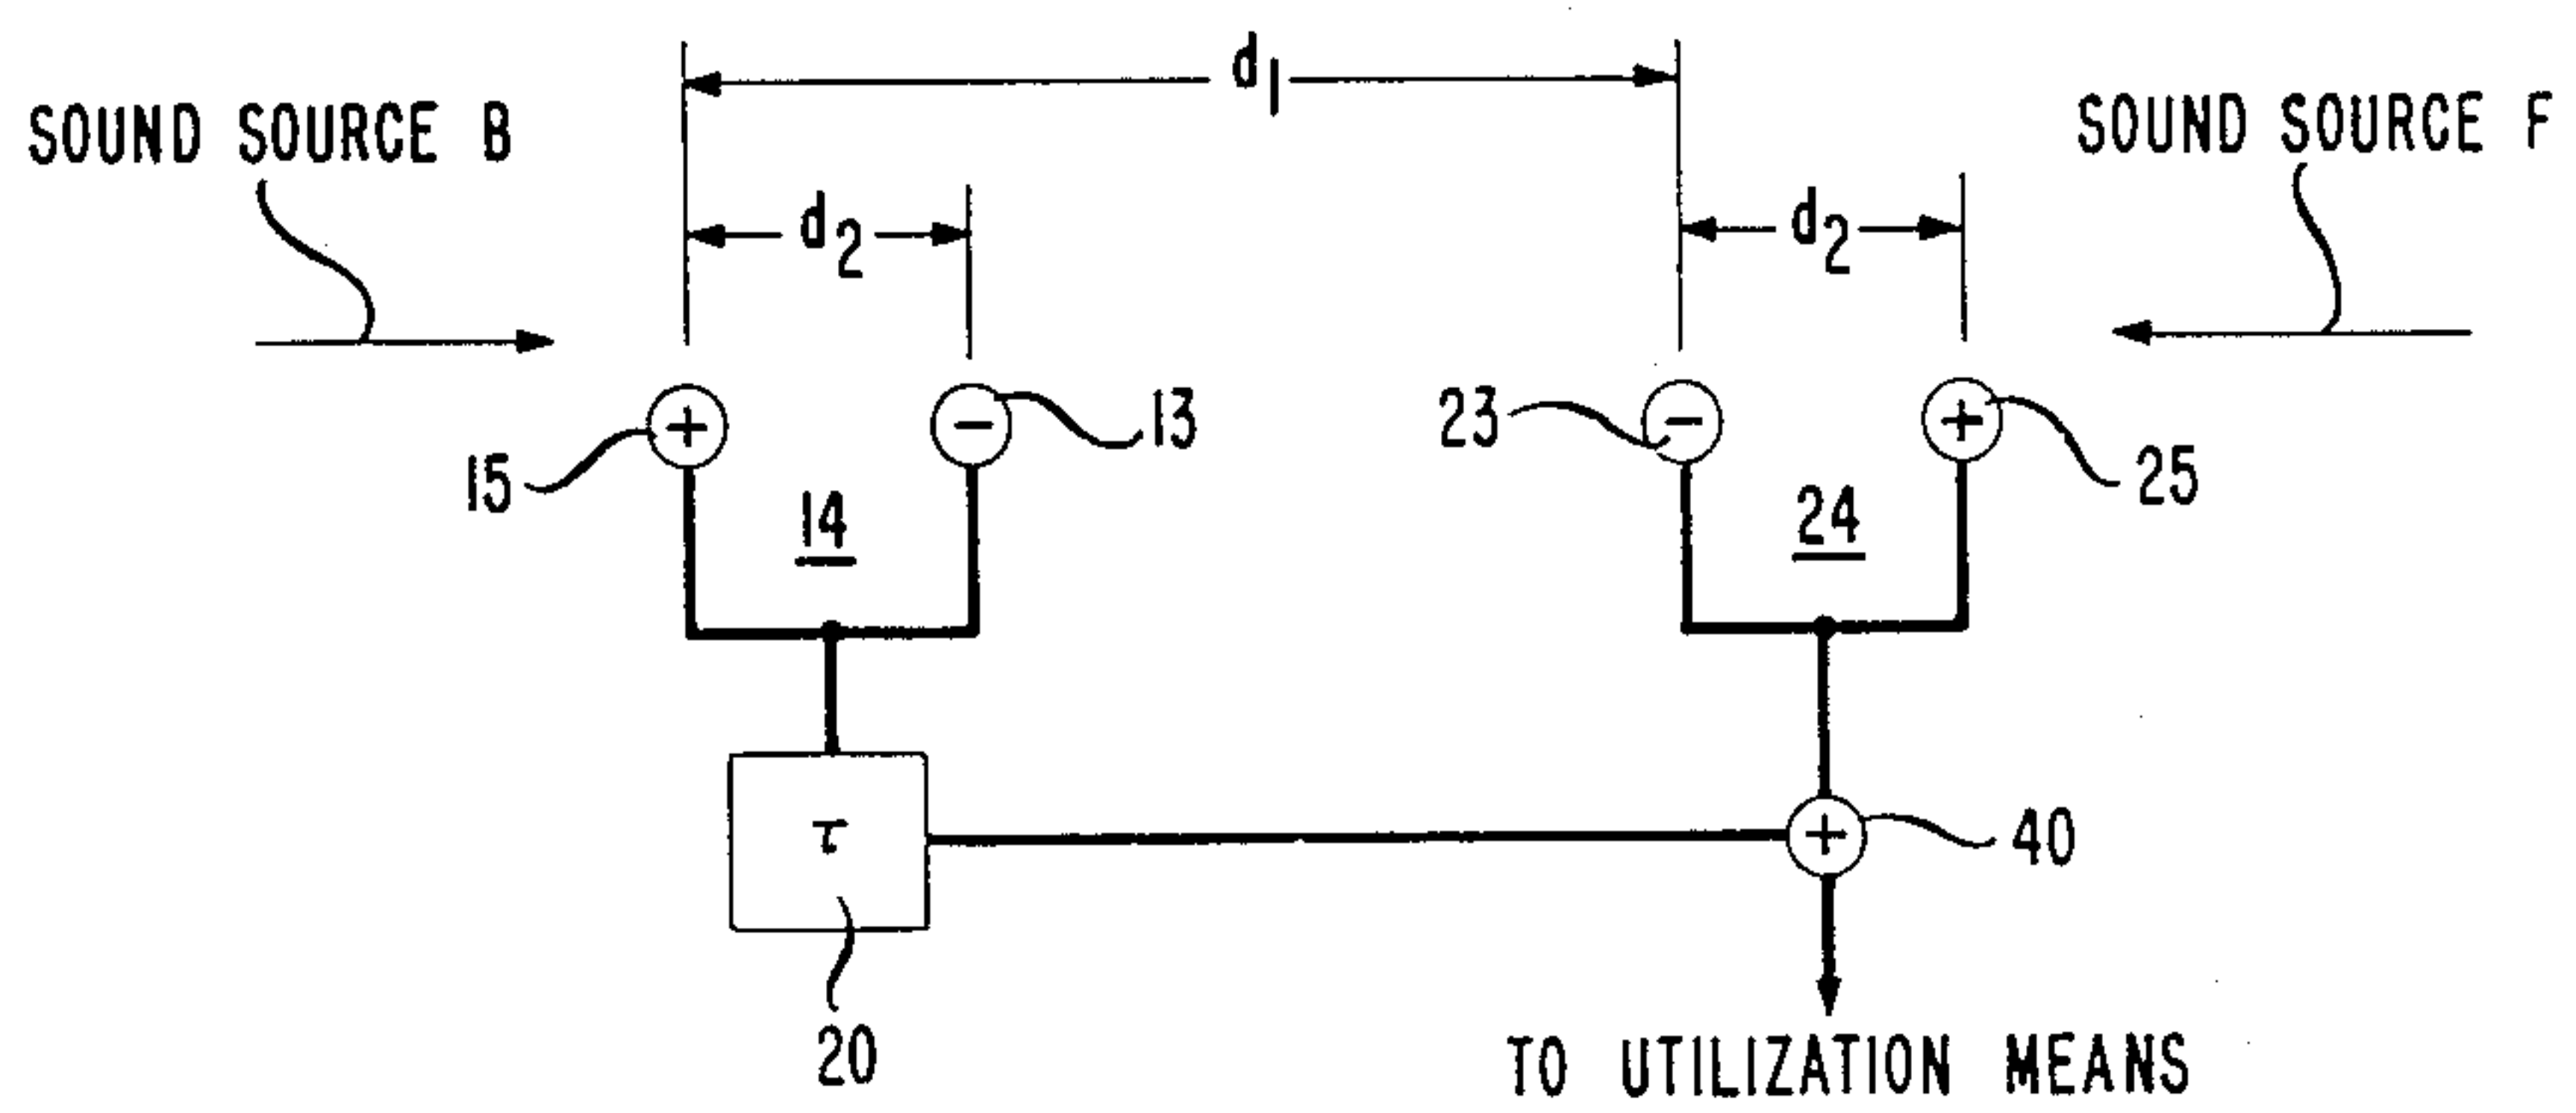 d1
SOUND SOURCE B
SOUND SOURCE F
d2
d2
+
-
-
+
15
13
23
25
14
24
τ
+
40
20
TO UTILIZATION MEANS